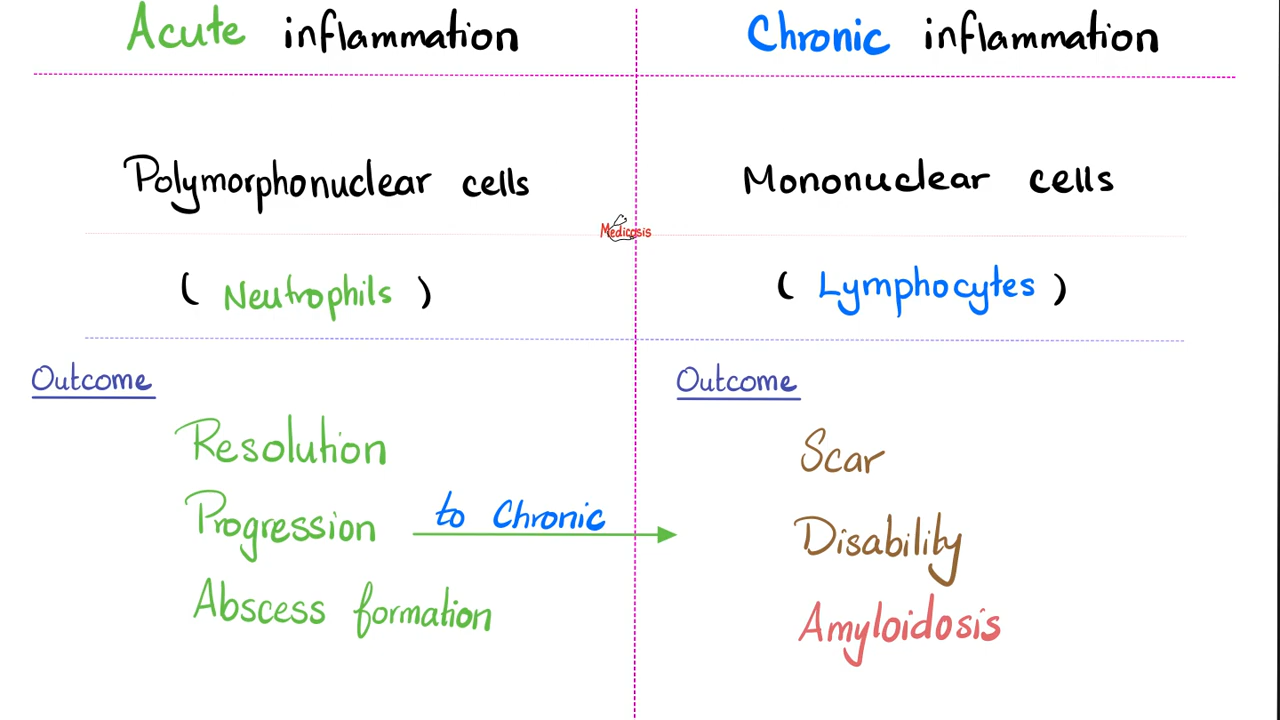 Acute inflammation
Chronic inflammation
Polymorphonuclear cells
Mononuclear cells
Medicosis
( Neutrophils )
( Lymphocytes )
Outcome
Resolution
Progression to Chronic
Abscess formation
Outcome
Scar
Disability
Amyloidosis